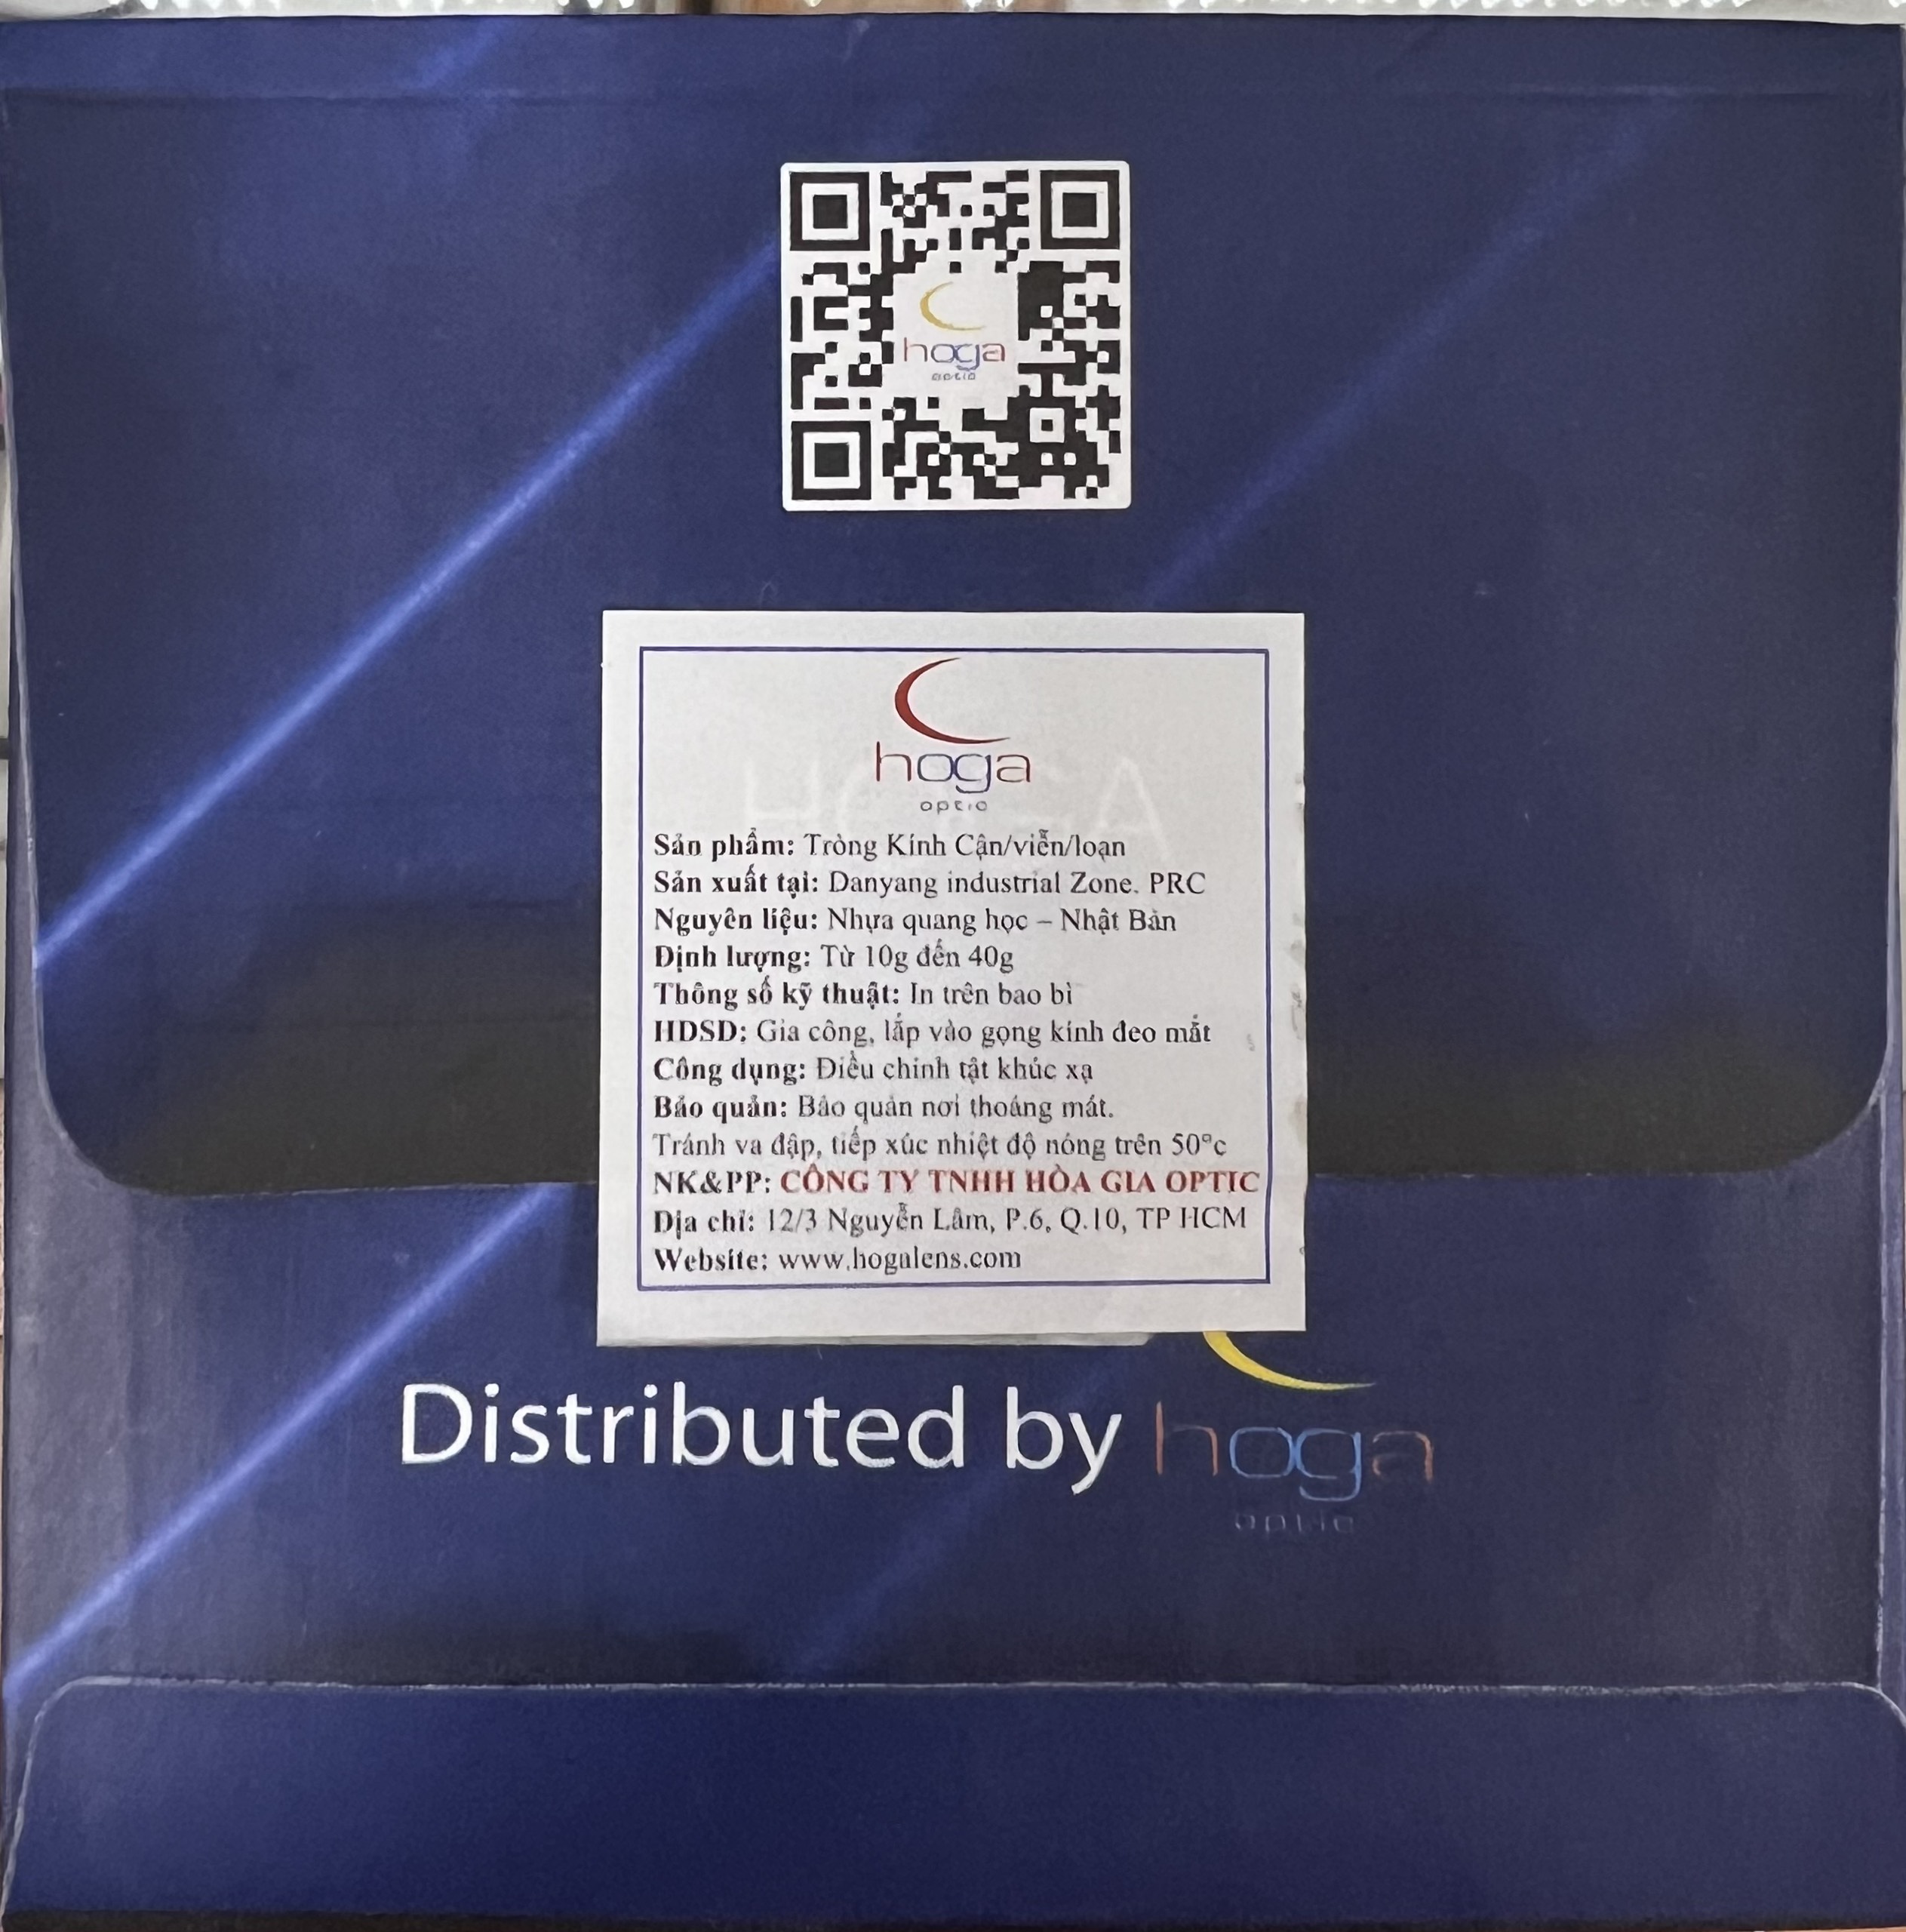 hoga
optic
hoga
optic
Sản phẩm: Tròng Kính Cận/viễn/loạn
Sản xuất tại: Danyang industrial Zone. PRC
Nguyên liệu: Nhựa quang học – Nhật Bản
Định lượng: Từ 10g đến 40g
Thông số kỹ thuật: In trên bao bì
HDSD: Gia công, lắp vào gọng kính đeo mắt
Công dụng: Điều chỉnh tật khúc xạ
Bảo quản: Bảo quản nơi thoáng mát.
Tránh va đập, tiếp xúc nhiệt độ nóng trên 50°c
NK&PP: CÔNG TY TNHH HÒA GIA OPTIC
Địa chỉ: 12/3 Nguyễn Lâm, P.6, Q.10, TP HCM
Website: www.hogalens.com
Distributed by hoga
optic